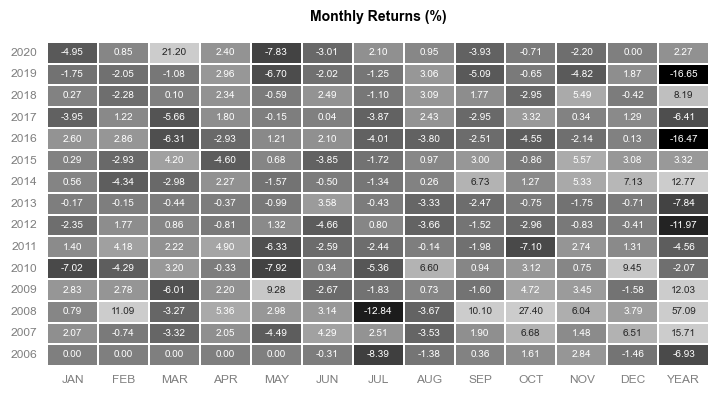 Monthly Returns (%)
2020 -4.95 0.85 21.20 2.40 -7.83 -3.01 2.10 0.95 -3.93 -0.71 -2.20 0.00 2.27
2019 -1.75 -2.05 -1.08 2.96 -6.70 -2.02 -1.25 3.06 -5.09 -0.65 -4.82 1.87 -16.65
2018 0.27 -2.28 0.10 2.34 -0.59 2.49 -1.10 3.09 1.77 -2.95 5.49 -0.42 8.19
2017 -3.95 1.22 -5.66 1.80 -0.15 0.04 -3.87 2.43 -2.95 3.32 0.34 1.29 -6.41
2016 2.60 2.86 -6.31 -2.93 1.21 2.10 -4.01 -3.80 -2.51 -4.55 -2.14 0.13 -16.47
2015 0.29 -2.93 4.20 -4.60 0.68 -3.85 -1.72 0.97 3.00 -0.86 5.57 3.08 3.32
2014 0.56 -4.34 -2.98 2.27 -1.57 -0.50 -1.34 0.26 6.73 1.27 5.33 7.13 12.77
2013 -0.17 -0.15 -0.44 -0.37 -0.99 3.58 -0.43 -3.33 -2.47 -0.75 -1.75 -0.71 -7.84
2012 -2.35 1.77 0.86 -0.81 1.32 -4.66 0.80 -3.66 -1.52 -2.96 -0.83 -0.41 -11.97
2011 1.40 4.18 2.22 4.90 -6.33 -2.59 -2.44 -0.14 -1.98 -7.10 2.74 1.31 -4.56
2010 -7.02 -4.29 3.20 -0.33 -7.92 0.34 -5.36 6.60 0.94 3.12 0.75 9.45 -2.07
2009 2.83 2.78 -6.01 2.20 9.28 -2.67 -1.83 0.73 -1.60 4.72 3.45 -1.58 12.03
2008 0.79 11.09 -3.27 5.36 2.98 3.14 -12.84 -3.67 10.10 27.40 6.04 3.79 57.09
2007 2.07 -0.74 -3.32 2.05 -4.49 4.29 2.51 -3.53 1.90 6.68 1.48 6.51 15.71
2006 0.00 0.00 0.00 0.00 0.00 -0.31 -8.39 -1.38 0.36 1.61 2.84 -1.46 -6.93
JAN FEB MAR APR MAY JUN JUL AUG SEP OCT NOV DEC YEAR